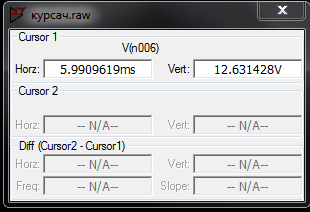 курсач.raw
Cursor 1
V(n006)
Horz: 5.9909619ms Vert: 12.631428V
Cursor 2
Horz: -- N/A-- Vert: -- N/A--
Diff (Cursor2 - Cursor1)
Horz: -- N/A-- Vert: -- N/A--
Freq: -- N/A-- Slope: -- N/A--